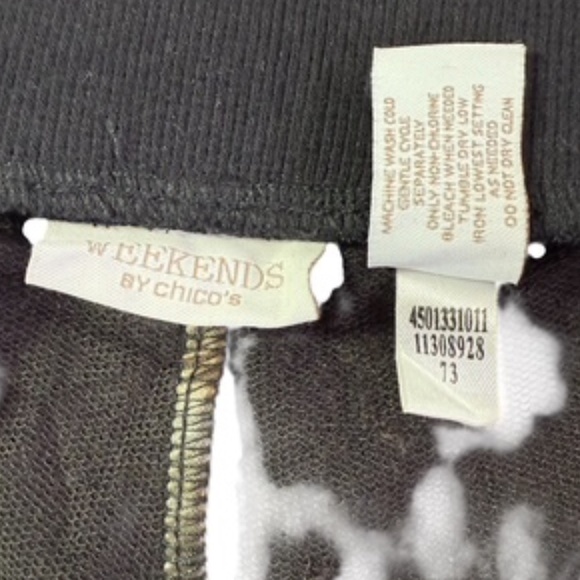 WEEKENDS
BY CHICO'S
MACHINE WASH COLD
GENTLE CYCLE
SEPARATELY
ONLY NON-CHLORINE
BLEACH WHEN NEEDED
TUMBLE DRY LOW
IRON LOWEST SETTING
AS NEEDED
DO NOT DRY CLEAN
4501331011
11308928
73